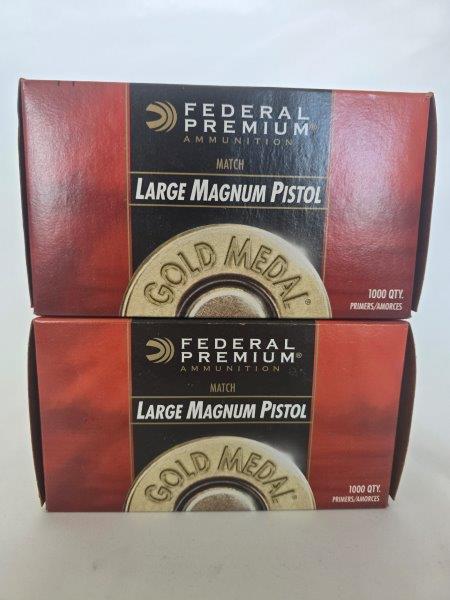 FEDERAL
PREMIUM®
AMMUNITION
MATCH
LARGE MAGNUM PISTOL
GOLD MEDAL®
1000 QTY.
PRIMERS/AMORCES
FEDERAL
PREMIUM®
AMMUNITION
MATCH
LARGE MAGNUM PISTOL
GOLD MEDAL®
1000 QTY.
PRIMERS/AMORCES